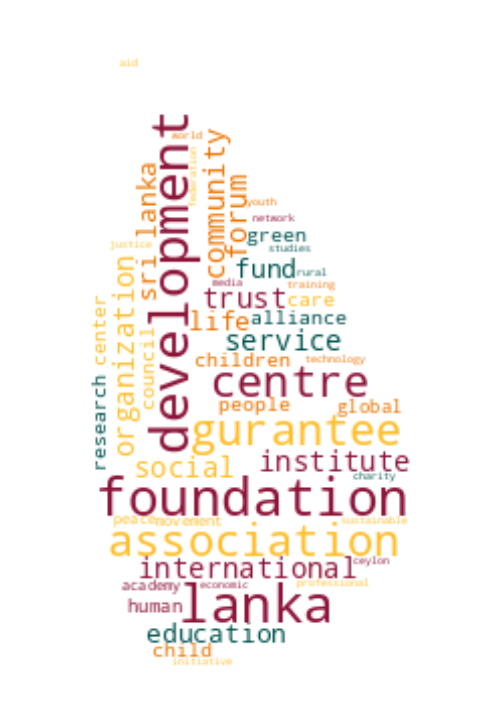 aid
development
world
federation
community
sri lanka
forum
youth
network
justice
green
studies
organization
fund
rural
media
training
center
trust
care
life
alliance
council
service
children
technology
research
centre
people
global
gurantee
social
institute
charity
foundation
peace
movement
sustainable
association
international
ceylon
academy
economic
professional
human
lanka
education
child
initiative